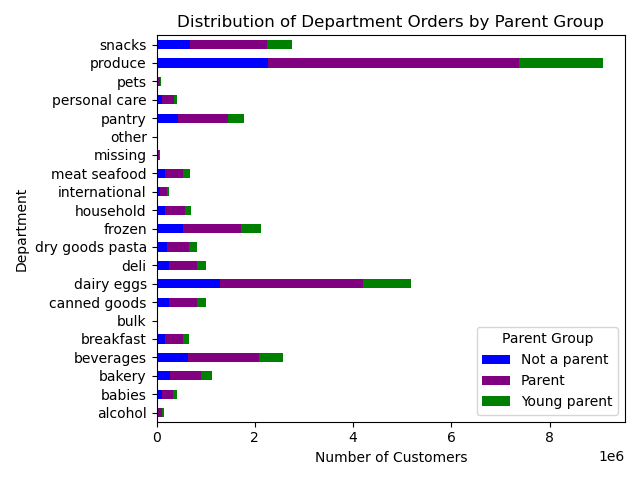 Distribution of Department Orders by Parent Group
snacks
produce
pets
personal care
pantry
other
missing
meat seafood
international
household
frozen
dry goods pasta
deli
dairy eggs
canned goods
bulk
breakfast
beverages
bakery
babies
alcohol
Department
Parent Group
Not a parent
Parent
Young parent
0 2 4 6 8
1e6
Number of Customers